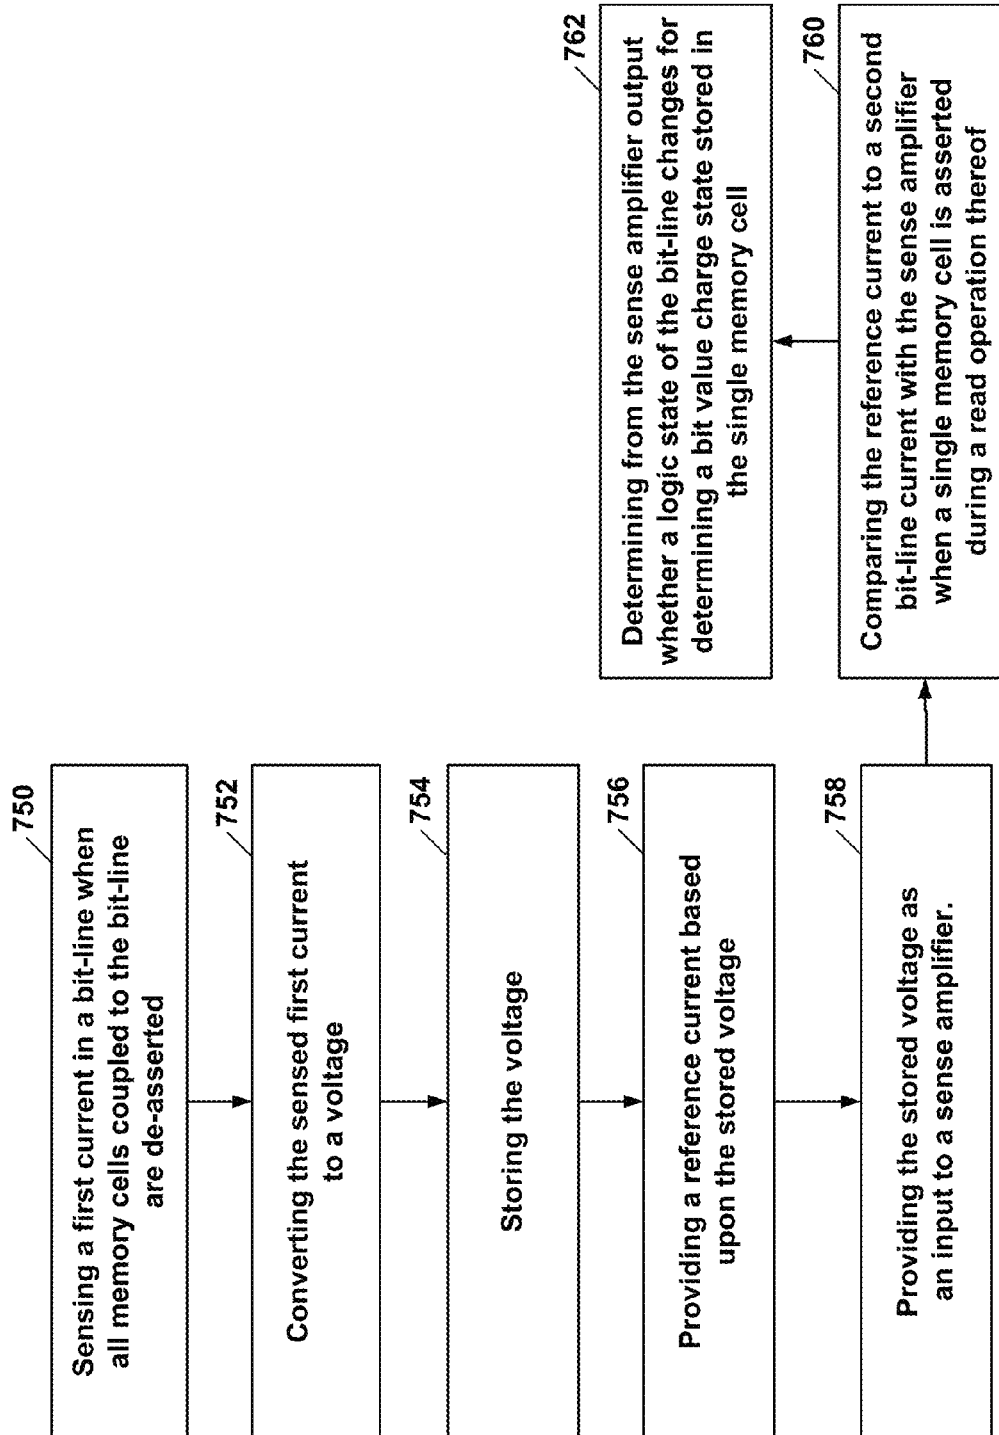 750
Sensing a first current in a bit-line when
all memory cells coupled to the bit-line
are de-asserted
752
Converting the sensed first current
to a voltage
754
Storing the voltage
756
Providing a reference current based
upon the stored voltage
758
Providing the stored voltage as
an input to a sense amplifier.
760
Comparing the reference current to a second
bit-line current with the sense amplifier
when a single memory cell is asserted
during a read operation thereof
762
Determining from the sense amplifier output
whether a logic state of the bit-line changes for
determining a bit value charge state stored in
the single memory cell